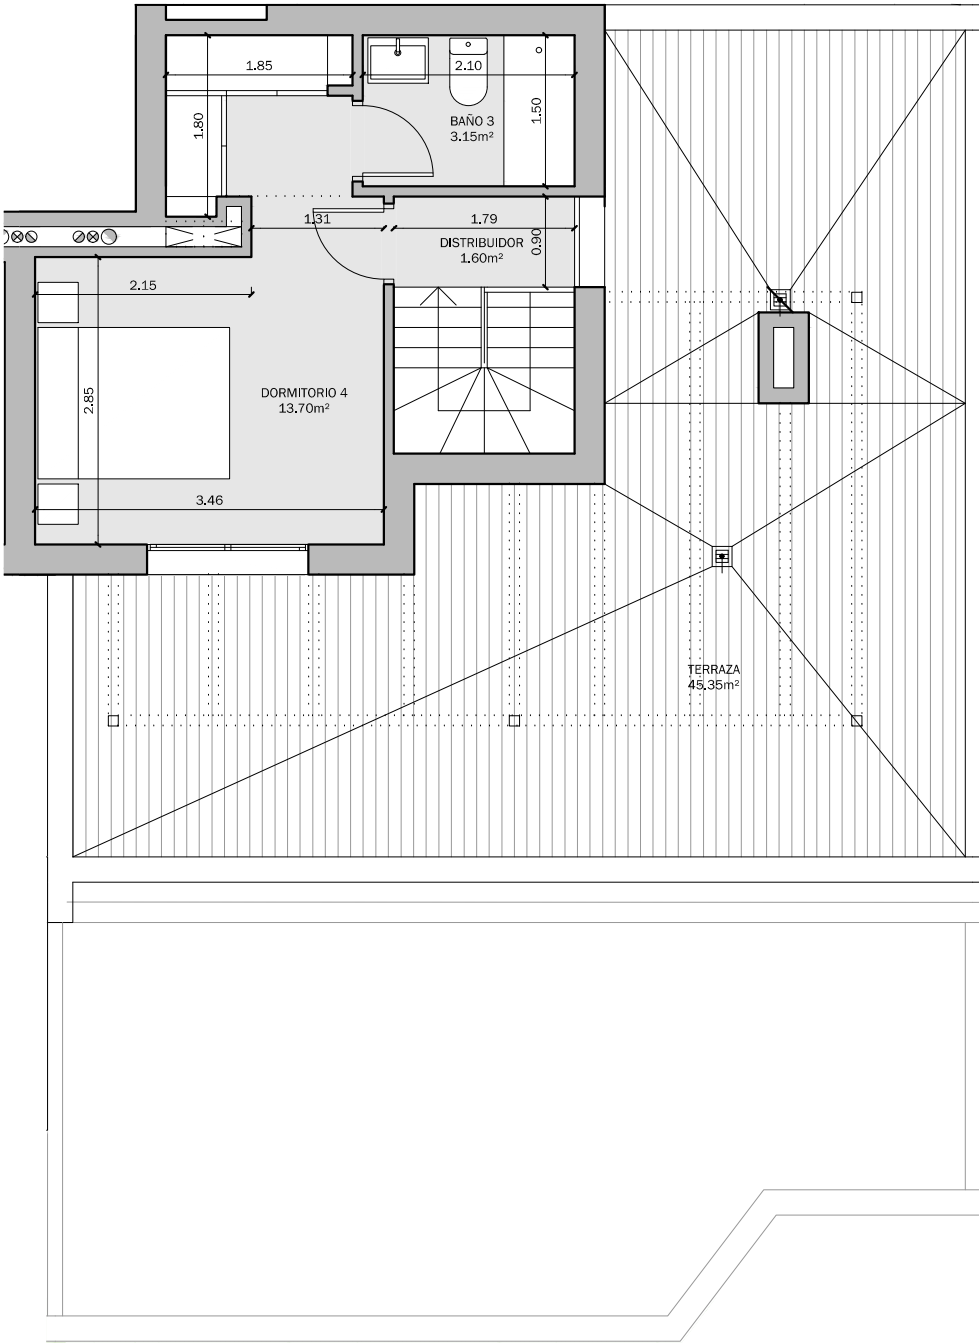 1.85
2.10
1.80
1.50
BAÑO 3
3.15m²
1.31
1.79
0.90
DISTRIBUIDOR
1.60m²
2.15
2.85
DORMITORIO 4
13.70m²
3.46
TERRAZA
45.35m²